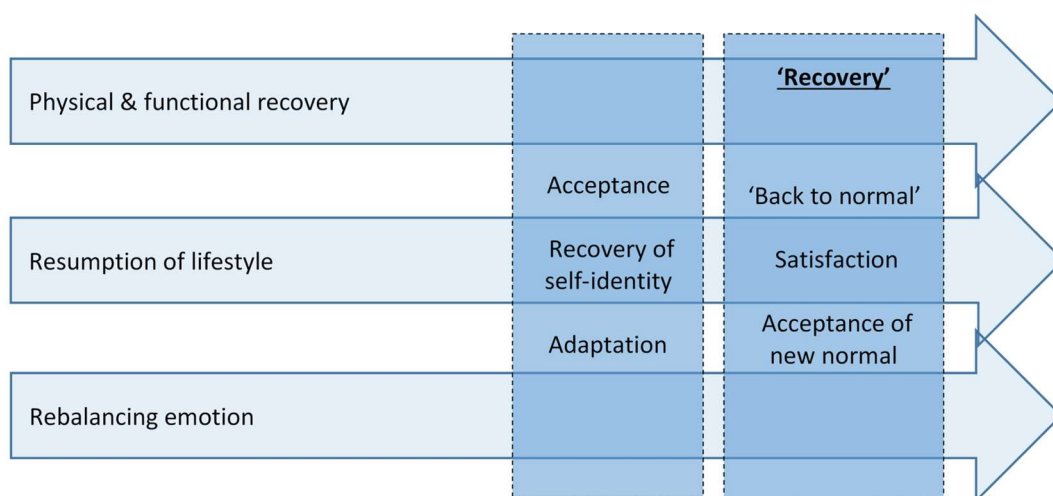 Physical & functional recovery
Resumption of lifestyle
Rebalancing emotion
Acceptance
Recovery of
self-identity
Adaptation
‘Recovery’
‘Back to normal’
Satisfaction
Acceptance of
new normal